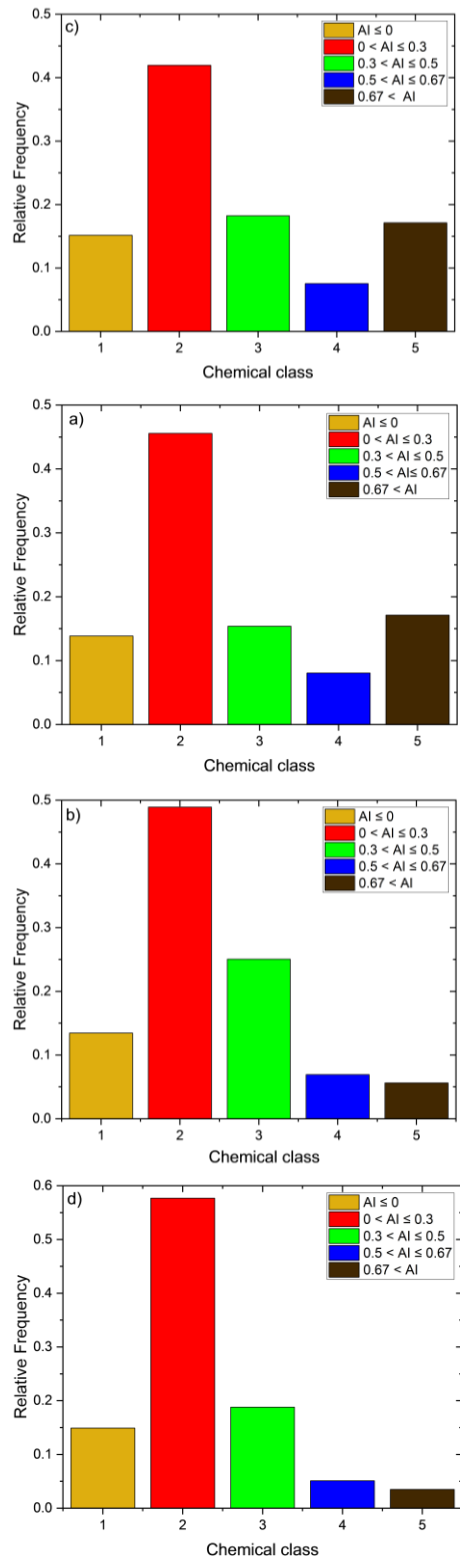 c)
AI ≤ 0
0 < AI ≤ 0.3
0.3 < AI ≤ 0.5
0.5 < AI ≤ 0.67
0.67 < AI
Relative Frequency
0.4
0.3
0.2
0.1
0.0
1 2 3 4 5
Chemical class
a)
AI ≤ 0
0 < AI ≤ 0.3
0.3 < AI ≤ 0.5
0.5 < AI≤ 0.67
0.67 < AI
Relative Frequency
0.5
0.4
0.3
0.2
0.1
0.0
1 2 3 4 5
Chemical class
b)
AI ≤ 0
0 < AI ≤ 0.3
0.3 < AI ≤ 0.5
0.5 < AI ≤ 0.67
0.67 < AI
Relative Frequency
0.5
0.4
0.3
0.2
0.1
0.0
1 2 3 4 5
Chemical class
d)
AI ≤ 0
0 < AI ≤ 0.3
0.3 < AI ≤ 0.5
0.5 < AI ≤ 0.67
0.67 < AI
Relative Frequency
0.6
0.5
0.4
0.3
0.2
0.1
0.0
1 2 3 4 5
Chemical class